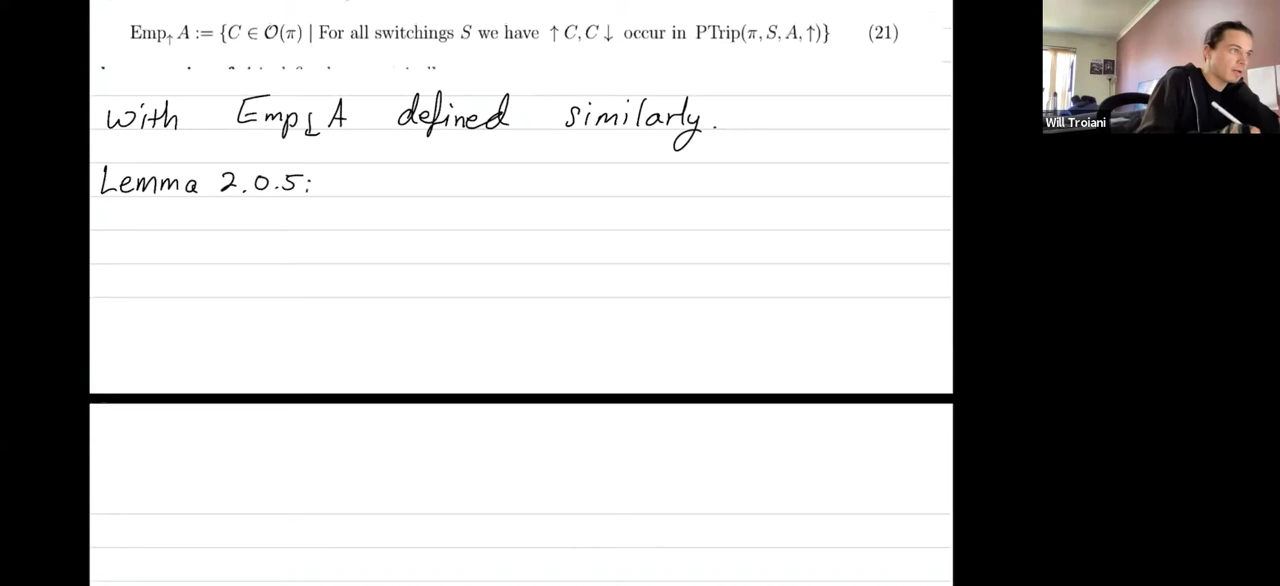 Emp↑ A := {C ∈ O(π) | For all switchings S we have ↑ C, C ↓ occur in PTrip(π, S, A, ↑)} (21)
with Emp↓ A defined similarly.
Lemma 2.0.5:
Will Troiani